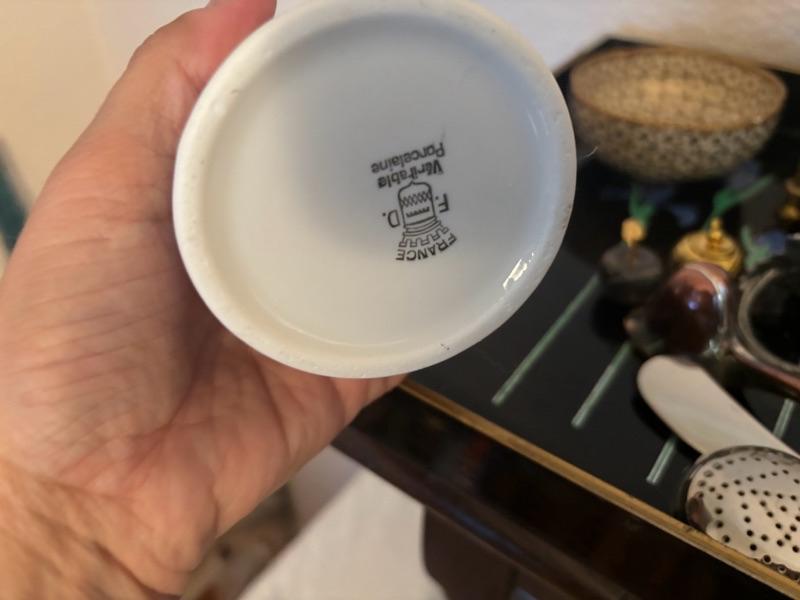 FRANCE
F. D.
Véritable
Porcelaine